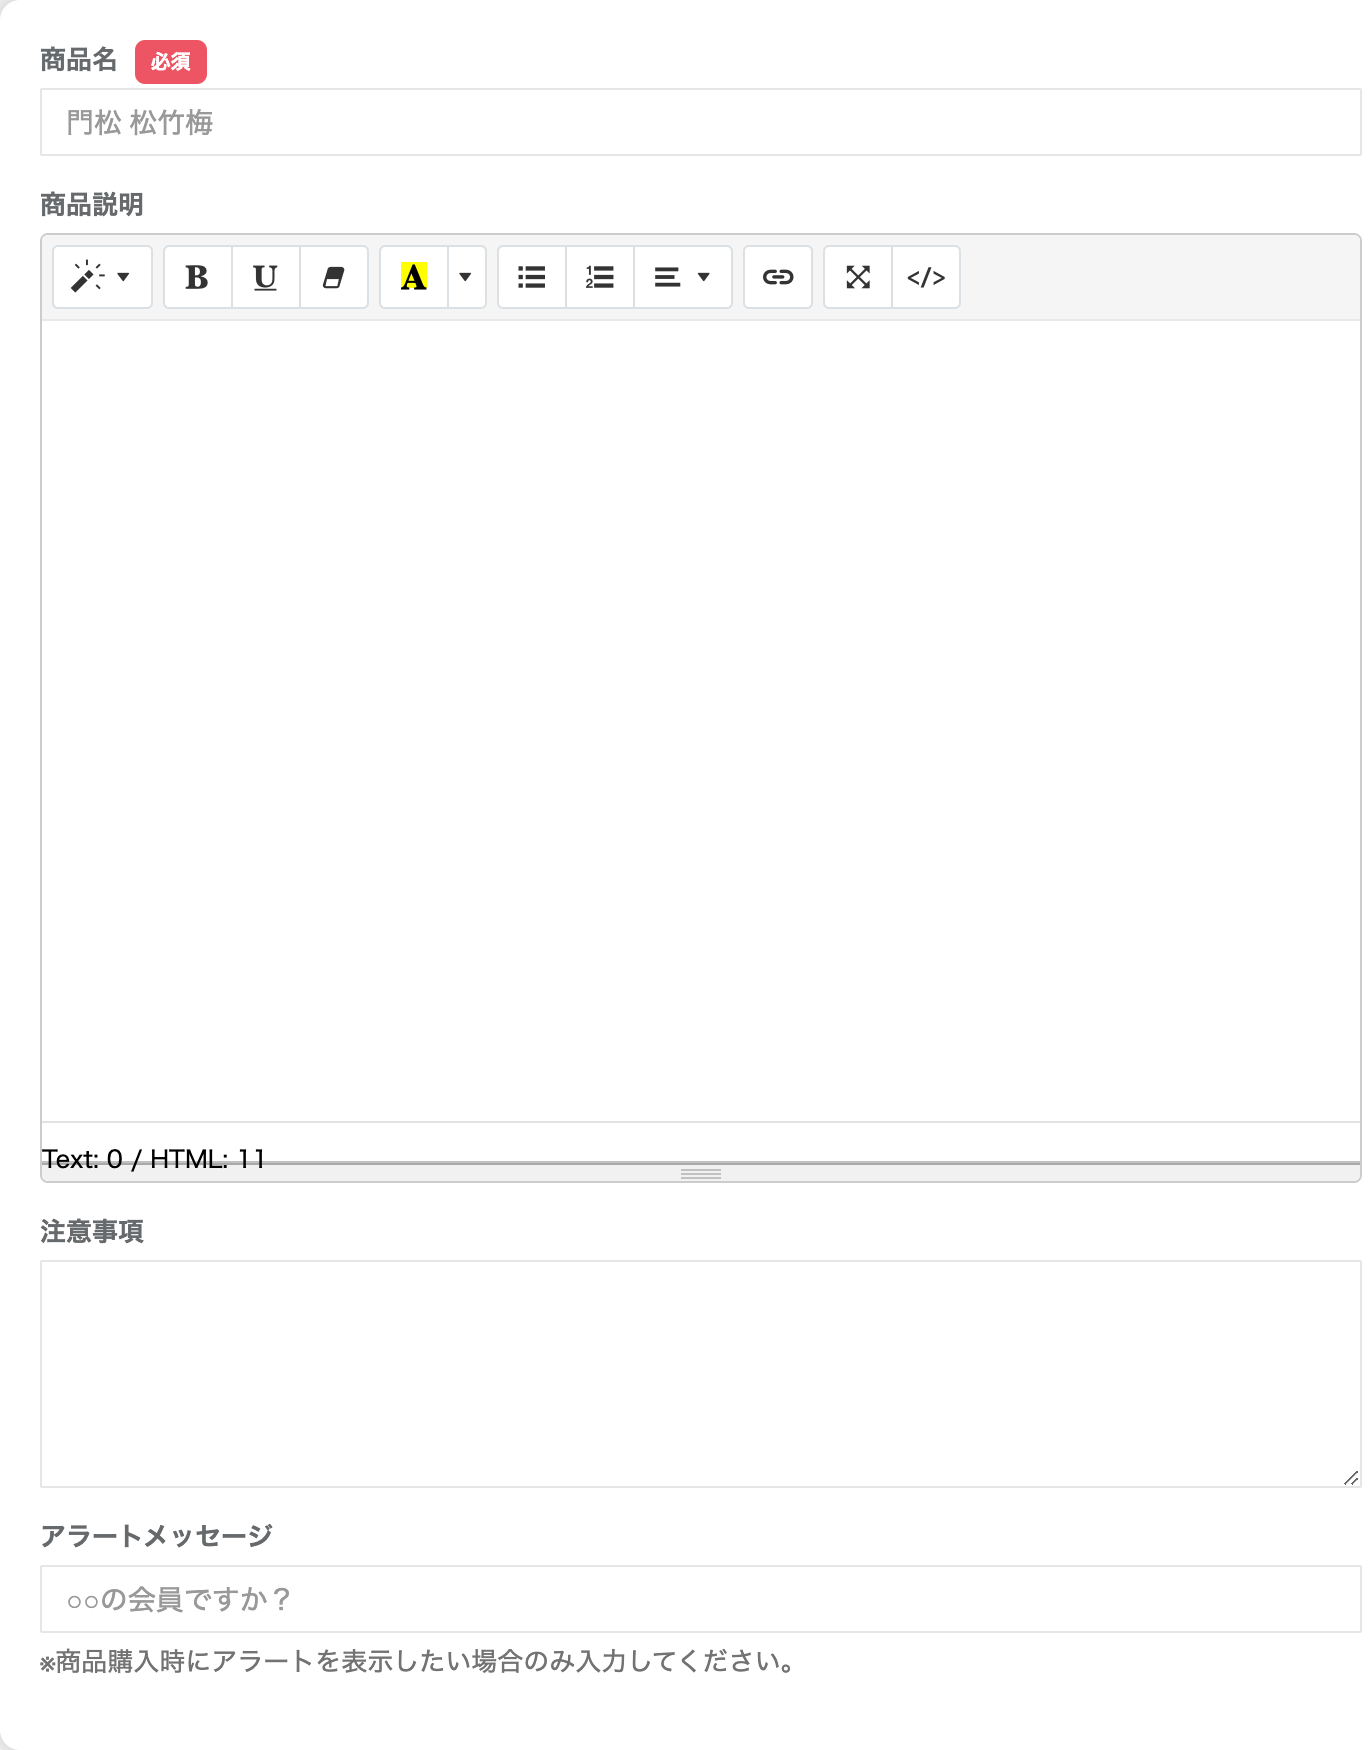 商品名 必須
門松 松竹梅
商品説明
B U A </>
Text: 0 / HTML: 11
注意事項
アラートメッセージ
○○の会員ですか？
※商品購入時にアラートを表示したい場合のみ入力してください。